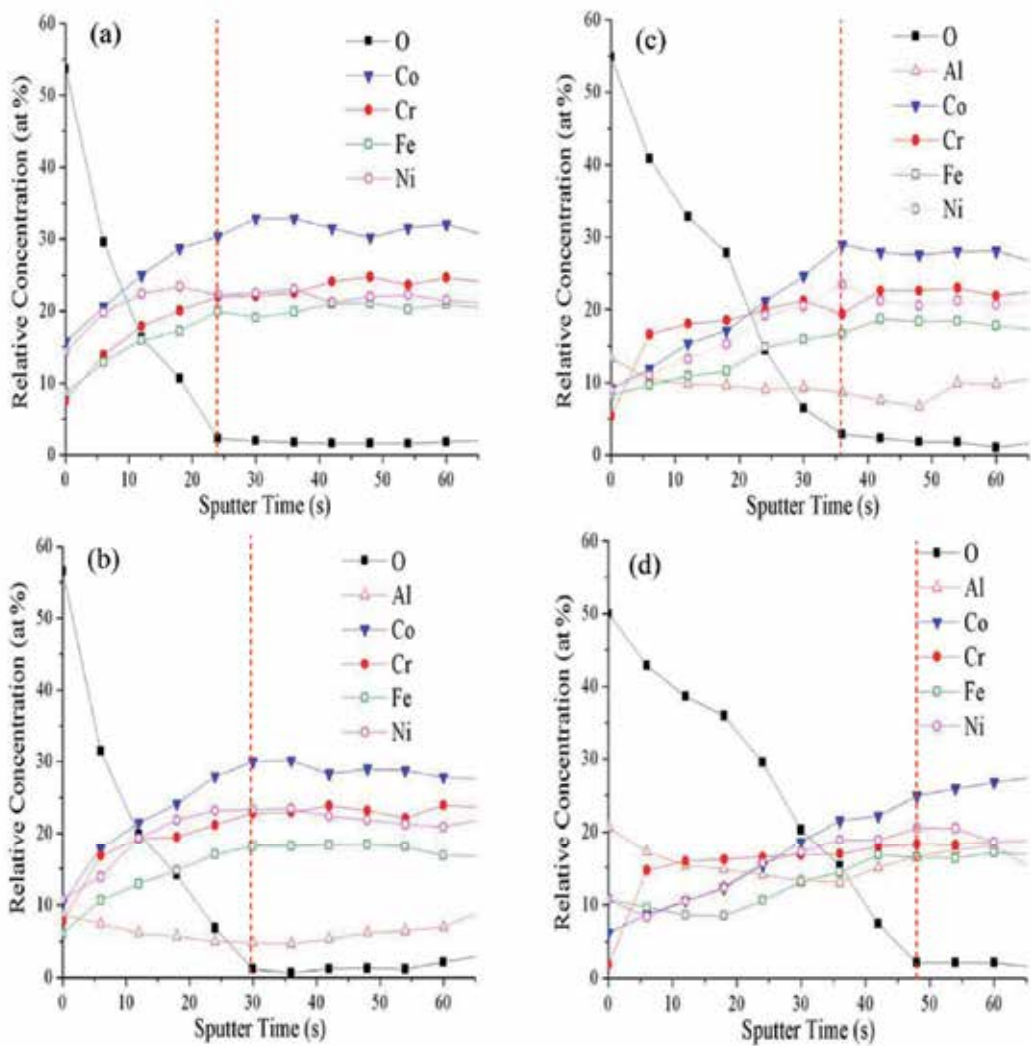 (a)
O
Co
Cr
Fe
Ni
Relative Concentration (at %)
60
50
40
30
20
10
0
0 10 20 30 40 50 60
Sputter Time (s)
(c)
O
Al
Co
Cr
Fe
Ni
Relative Concentration (at %)
60
50
40
30
20
10
0
0 10 20 30 40 50 60
Sputter Time (s)
(b)
O
Al
Co
Cr
Fe
Ni
Relative Concentration (at %)
60
50
40
30
20
10
0
0 10 20 30 40 50 60
Sputter Time (s)
(d)
O
Al
Co
Cr
Fe
Ni
Relative Concentration (at %)
60
50
40
30
20
10
0
0 10 20 30 40 50 60
Sputter Time (s)